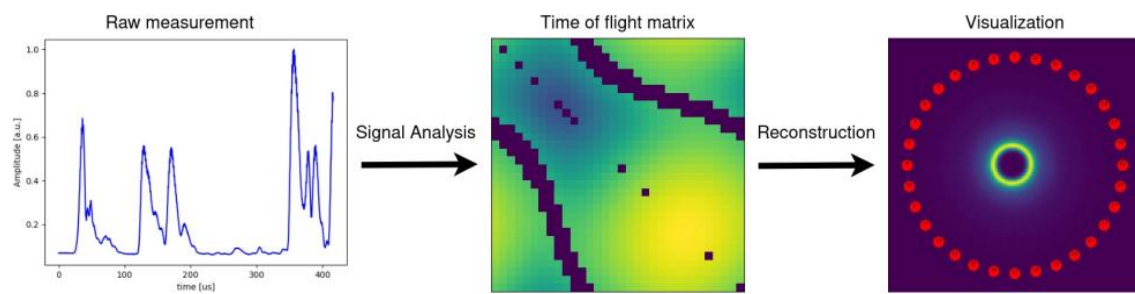 Raw measurement
Time of flight matrix
Visualization
1.0
0.8
0.6
0.4
0.2
Amplitude [a.u.]
0
100
200
300
400
time [us]
Signal Analysis
Reconstruction